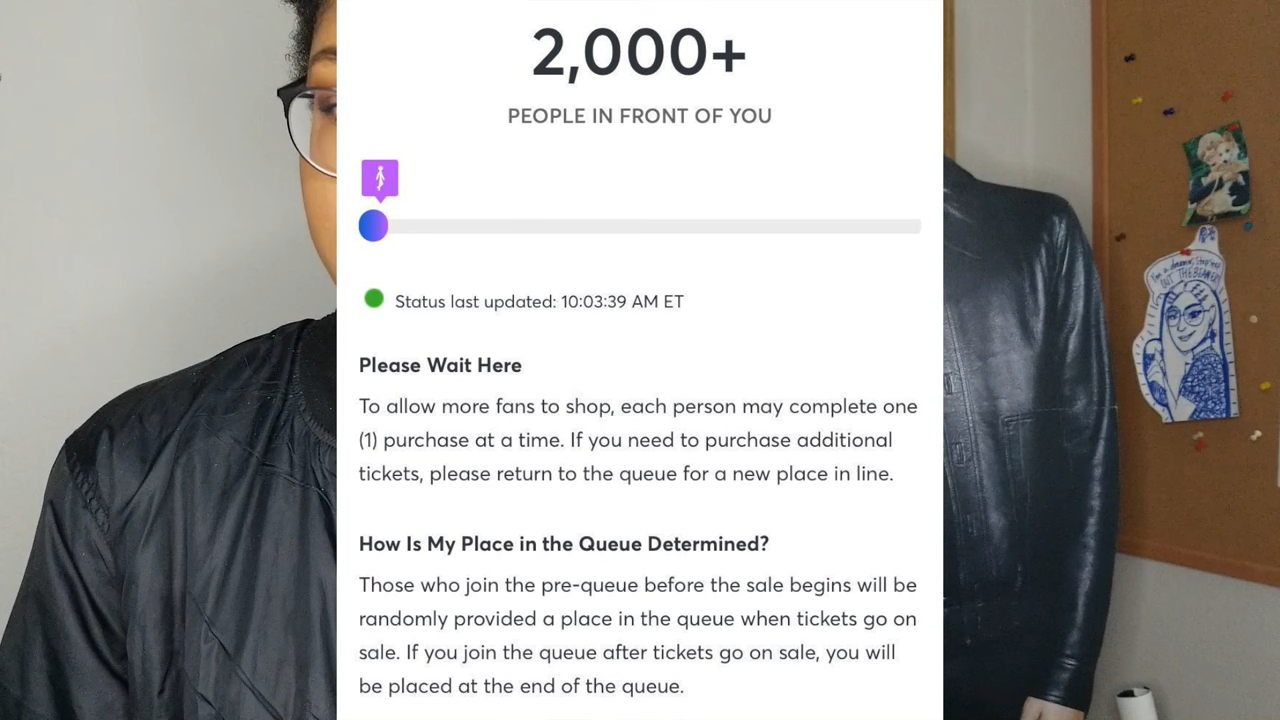 2,000+
PEOPLE IN FRONT OF YOU
Status last updated: 10:03:39 AM ET
Please Wait Here
To allow more fans to shop, each person may complete one
(1) purchase at a time. If you need to purchase additional
tickets, please return to the queue for a new place in line.
How Is My Place in the Queue Determined?
Those who join the pre-queue before the sale begins will be
randomly provided a place in the queue when tickets go on
sale. If you join the queue after tickets go on sale, you will
be placed at the end of the queue.
BUT THE BEANER